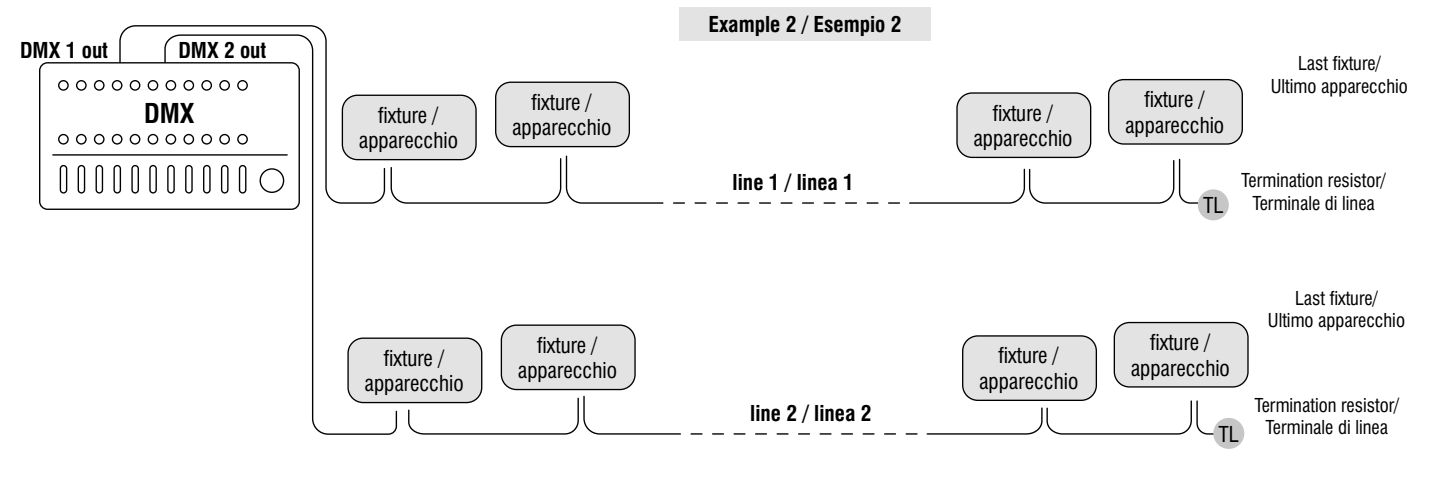 Example 2 / Esempio 2
DMX 1 out
DMX 2 out
DMX
fixture /
apparecchio
fixture /
apparecchio
line 1 / linea 1
fixture /
apparecchio
fixture /
apparecchio
Last fixture/
Ultimo apparecchio
TL
Termination resistor/
Terminale di linea
fixture /
apparecchio
fixture /
apparecchio
line 2 / linea 2
fixture /
apparecchio
fixture /
apparecchio
Last fixture/
Ultimo apparecchio
TL
Termination resistor/
Terminale di linea